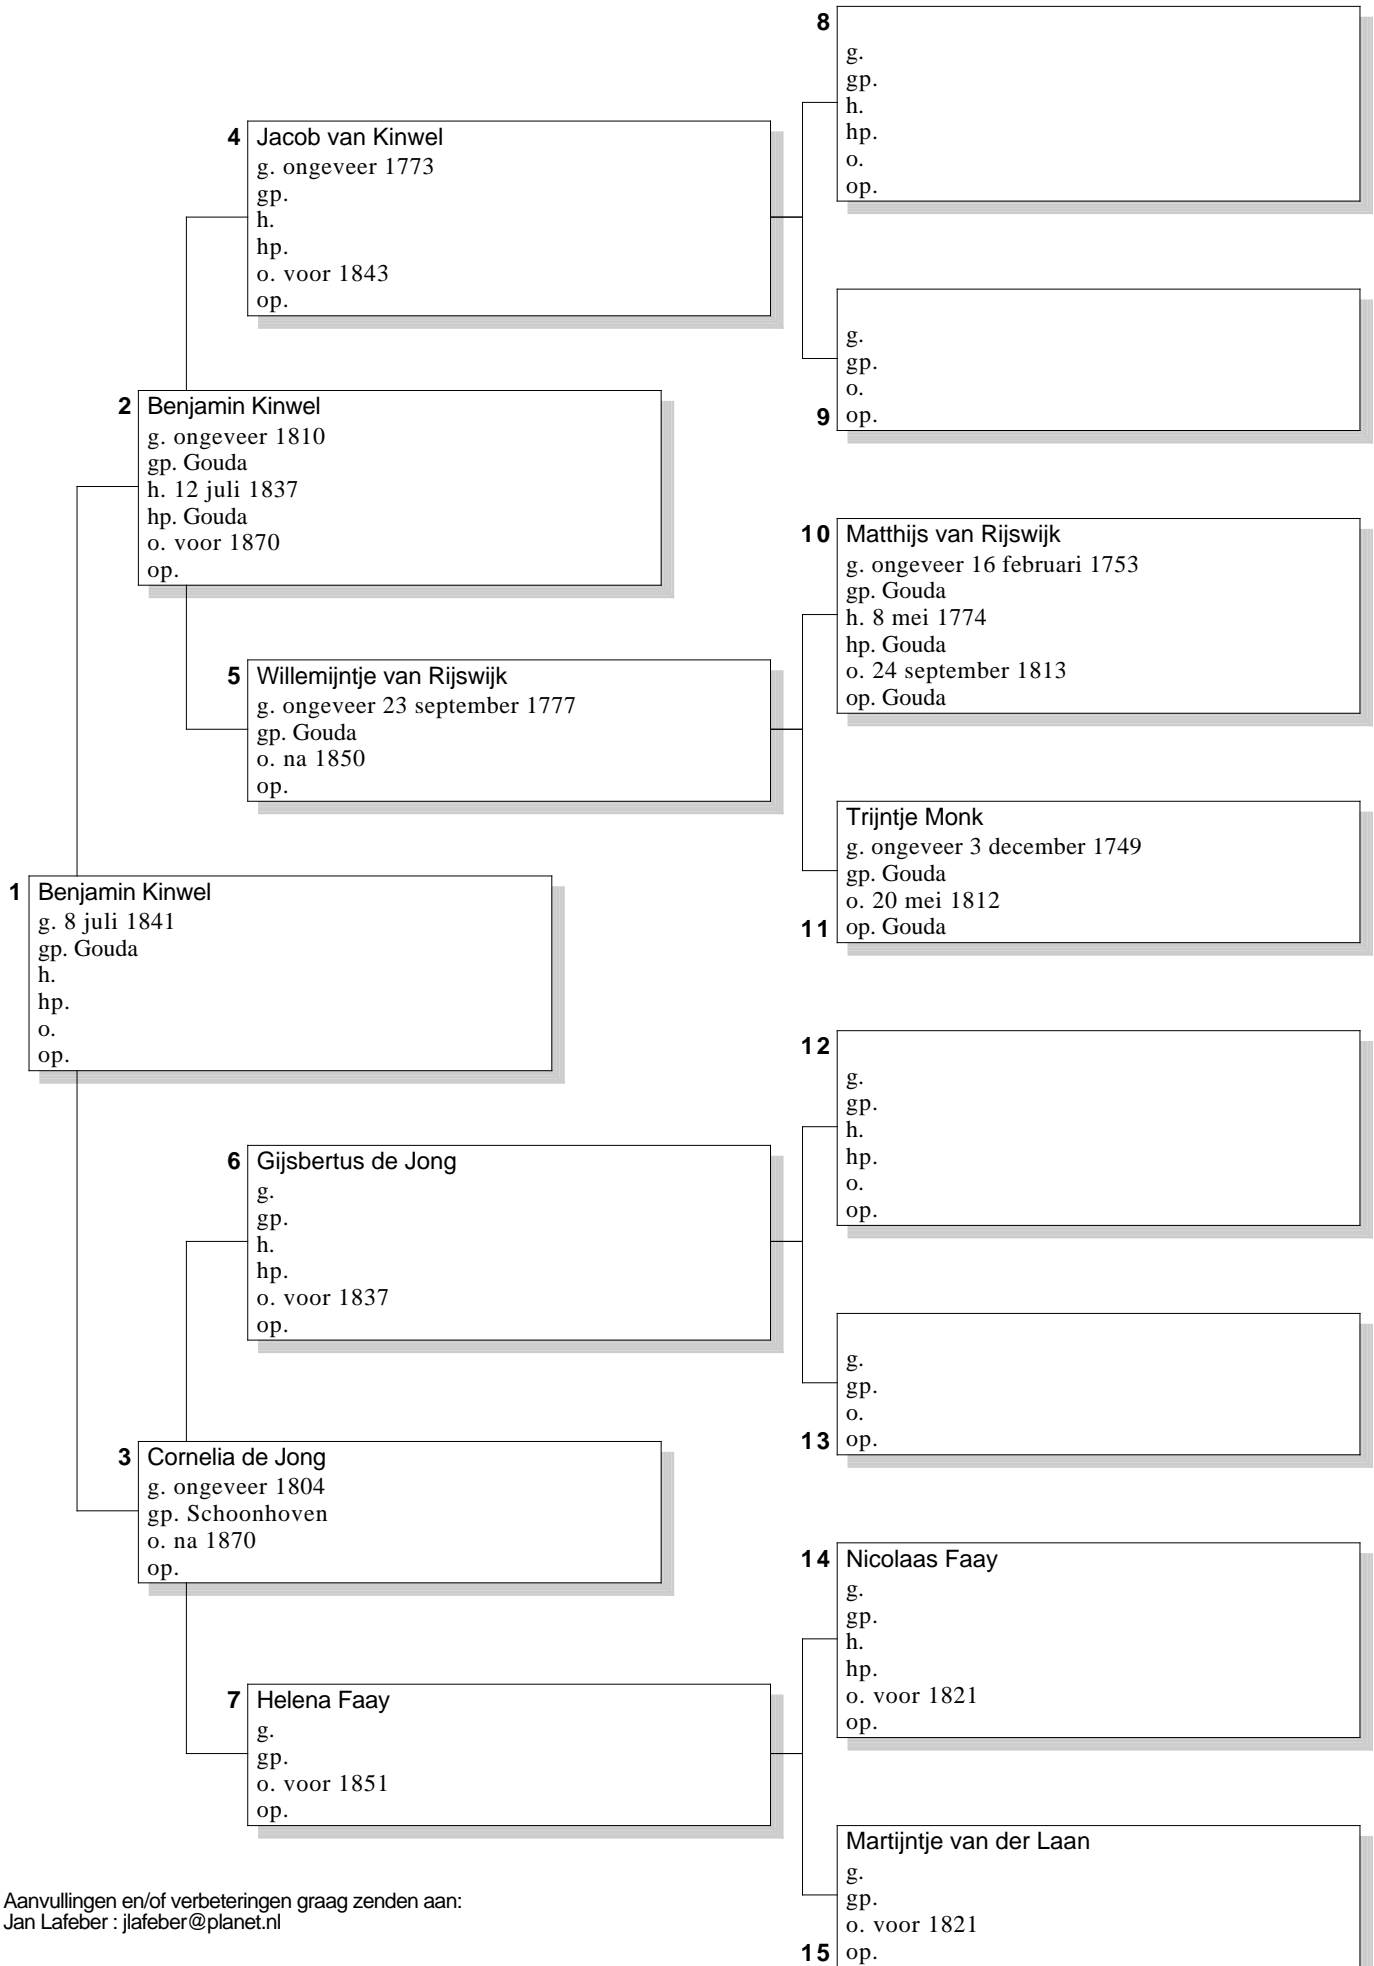 8
g.
gp.
h.
hp.
o.
op.
4 Jacob van Kinwel
g. ongeveer 1773
gp.
h.
hp.
o. voor 1843
op.
g.
gp.
o.
9 op.
2 Benjamin Kinwel
g. ongeveer 1810
gp. Gouda
h. 12 juli 1837
hp. Gouda
o. voor 1870
op.
10 Matthijs van Rijswijk
g. ongeveer 16 februari 1753
gp. Gouda
h. 8 mei 1774
hp. Gouda
o. 24 september 1813
op. Gouda
5 Willemijntje van Rijswijk
g. ongeveer 23 september 1777
gp. Gouda
o. na 1850
op.
Trijntje Monk
g. ongeveer 3 december 1749
gp. Gouda
o. 20 mei 1812
11 op. Gouda
1 Benjamin Kinwel
g. 8 juli 1841
gp. Gouda
h.
hp.
o.
op.
12
g.
gp.
h.
hp.
o.
op.
6 Gijsbertus de Jong
g.
gp.
h.
hp.
o. voor 1837
op.
g.
gp.
o.
13 op.
3 Cornelia de Jong
g. ongeveer 1804
gp. Schoonhoven
o. na 1870
op.
14 Nicolaas Faay
g.
gp.
h.
hp.
o. voor 1821
op.
7 Helena Faay
g.
gp.
o. voor 1851
op.
Martijntje van der Laan
g.
gp.
o. voor 1821
15 op.
Aanvullingen en/of verbeteringen graag zenden aan:
Jan Lafeber : jlafeber@planet.nl